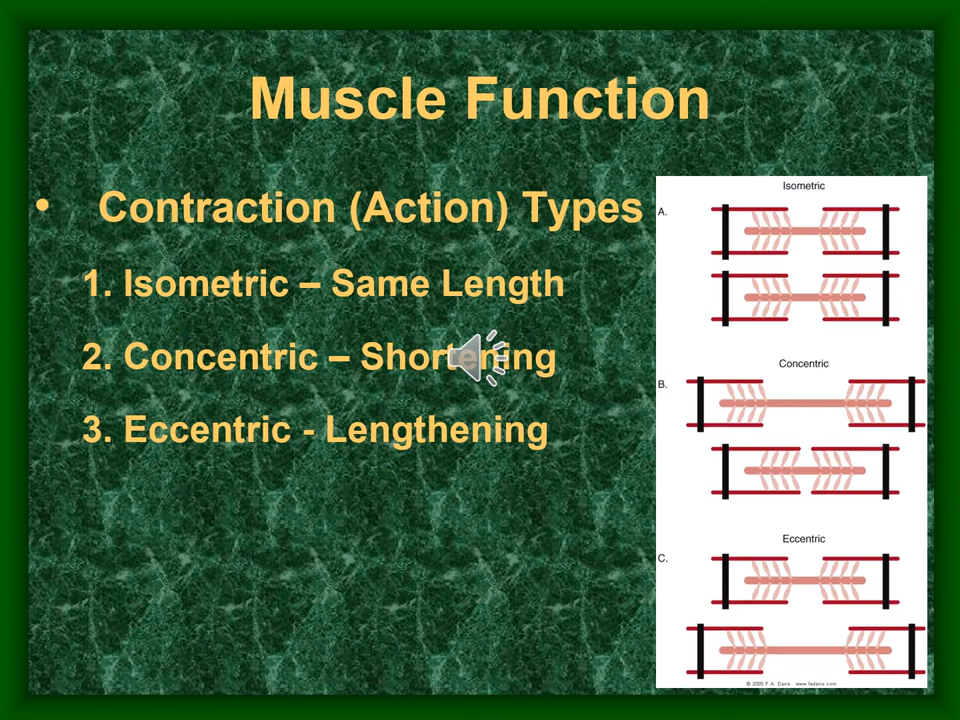 Muscle Function
• Contraction (Action) Types
1. Isometric – Same Length
2. Concentric – Shortening
3. Eccentric - Lengthening
Isometric
A.
Concentric
B.
Eccentric
C.
© 2005 F. A. Davis www.fadavis.com